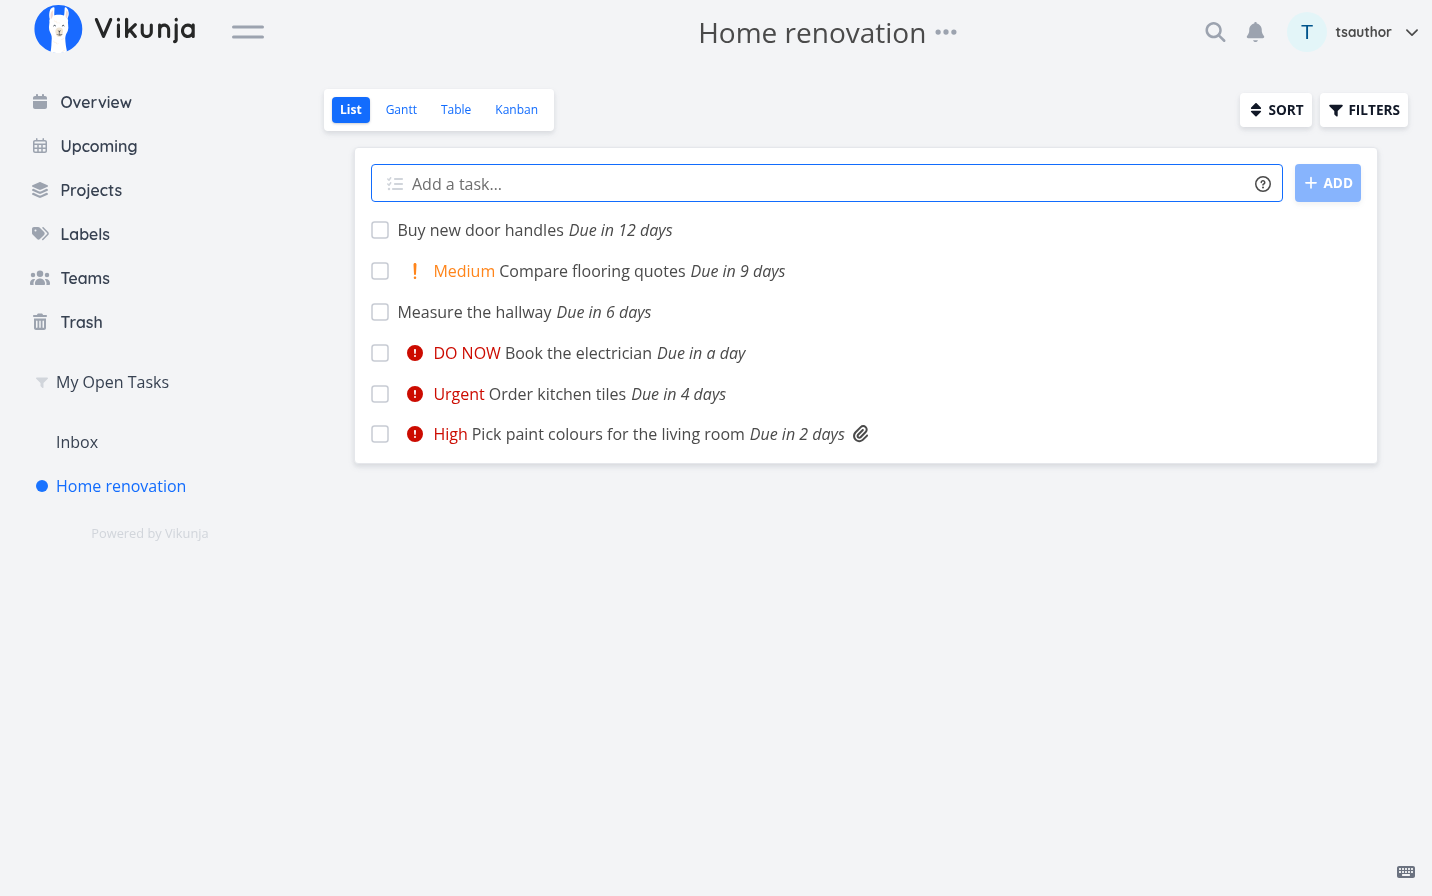 Vikunja
Home renovation
T
tsauthor
Overview
Upcoming
Projects
Labels
Teams
Trash
My Open Tasks
Inbox
Home renovation
Powered by Vikunja
List Gantt Table Kanban
SORT FILTERS
Add a task...
ADD
Buy new door handles Due in 12 days
Medium Compare flooring quotes Due in 9 days
Measure the hallway Due in 6 days
DO NOW Book the electrician Due in a day
Urgent Order kitchen tiles Due in 4 days
High Pick paint colours for the living room Due in 2 days